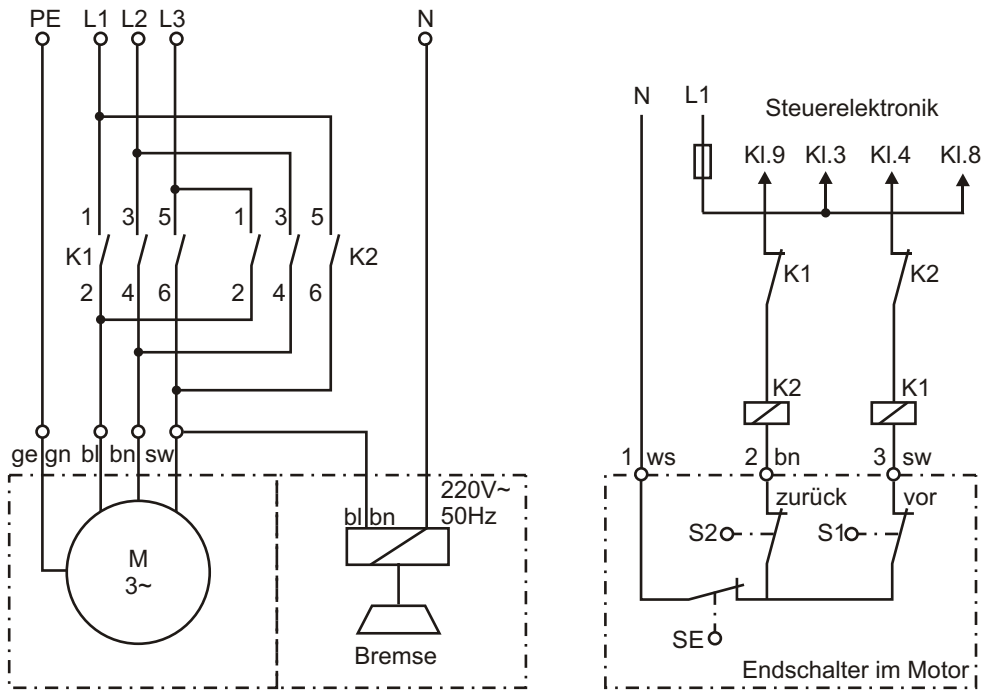 PE L1 L2 L3 N
1 3 5 1 3 5
K1 K2
2 4 6 2 4 6
ge gn bl bn sw
220V~
bl bn 50Hz
M
3~
Bremse
N L1
Steuerelektronik
Kl.9 Kl.3 Kl.4 Kl.8
K1 K2
K2 K1
1 ws 2 bn 3 sw
zurück vor
S2 S1
SE
Endschalter im Motor